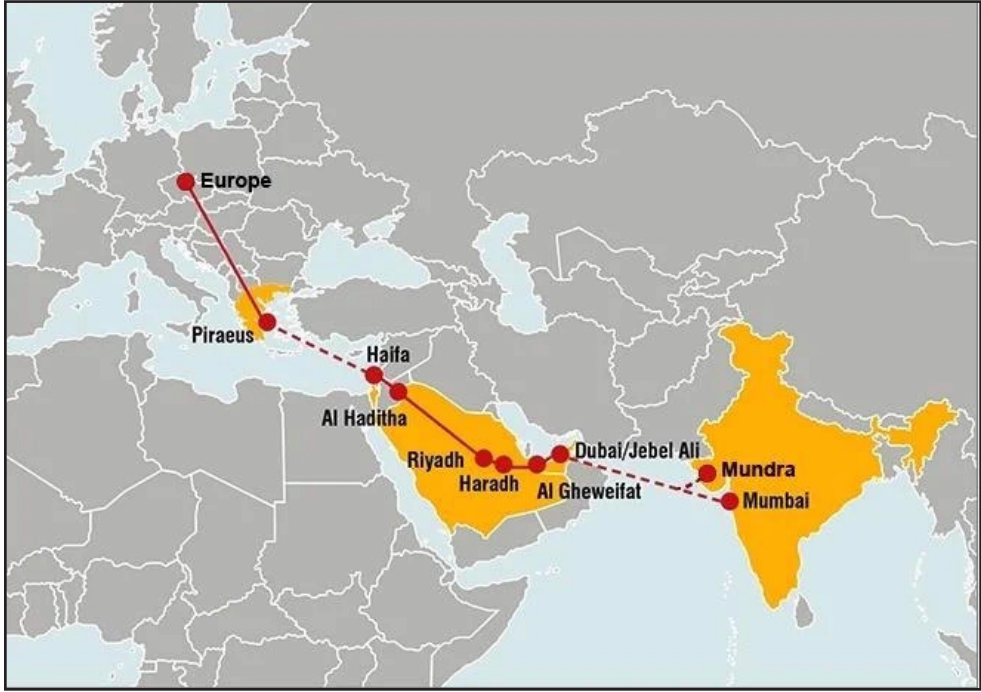 Europe
Piraeus
Haifa
Al Haditha
Riyadh
Haradh
Al Gheweifat
Dubai/Jebel Ali
Mundra
Mumbai